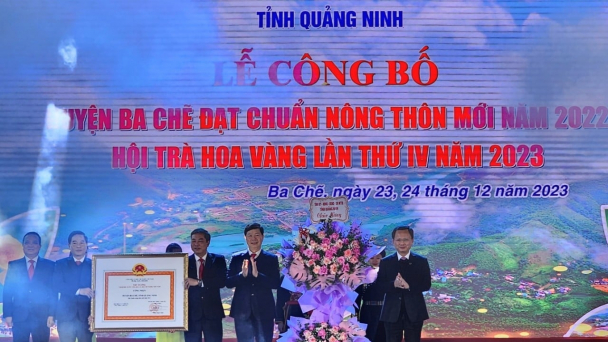 TỈNH QUẢNG NINH
LỄ CÔNG BỐ
HUYỆN BA CHẼ ĐẠT CHUẨN NÔNG THÔN MỚI NĂM 2022
HỘI TRÀ HOA VÀNG LẦN THỨ IV NĂM 2023
Ba Chẽ, ngày 23, 24 tháng 12 năm 2023